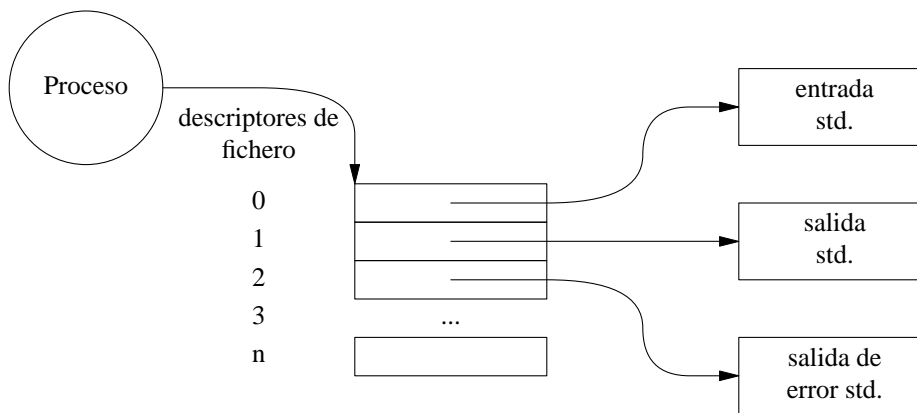 Proceso
descriptores de
fichero
0
1
2
3
...
n
entrada
std.
salida
std.
salida de
error std.